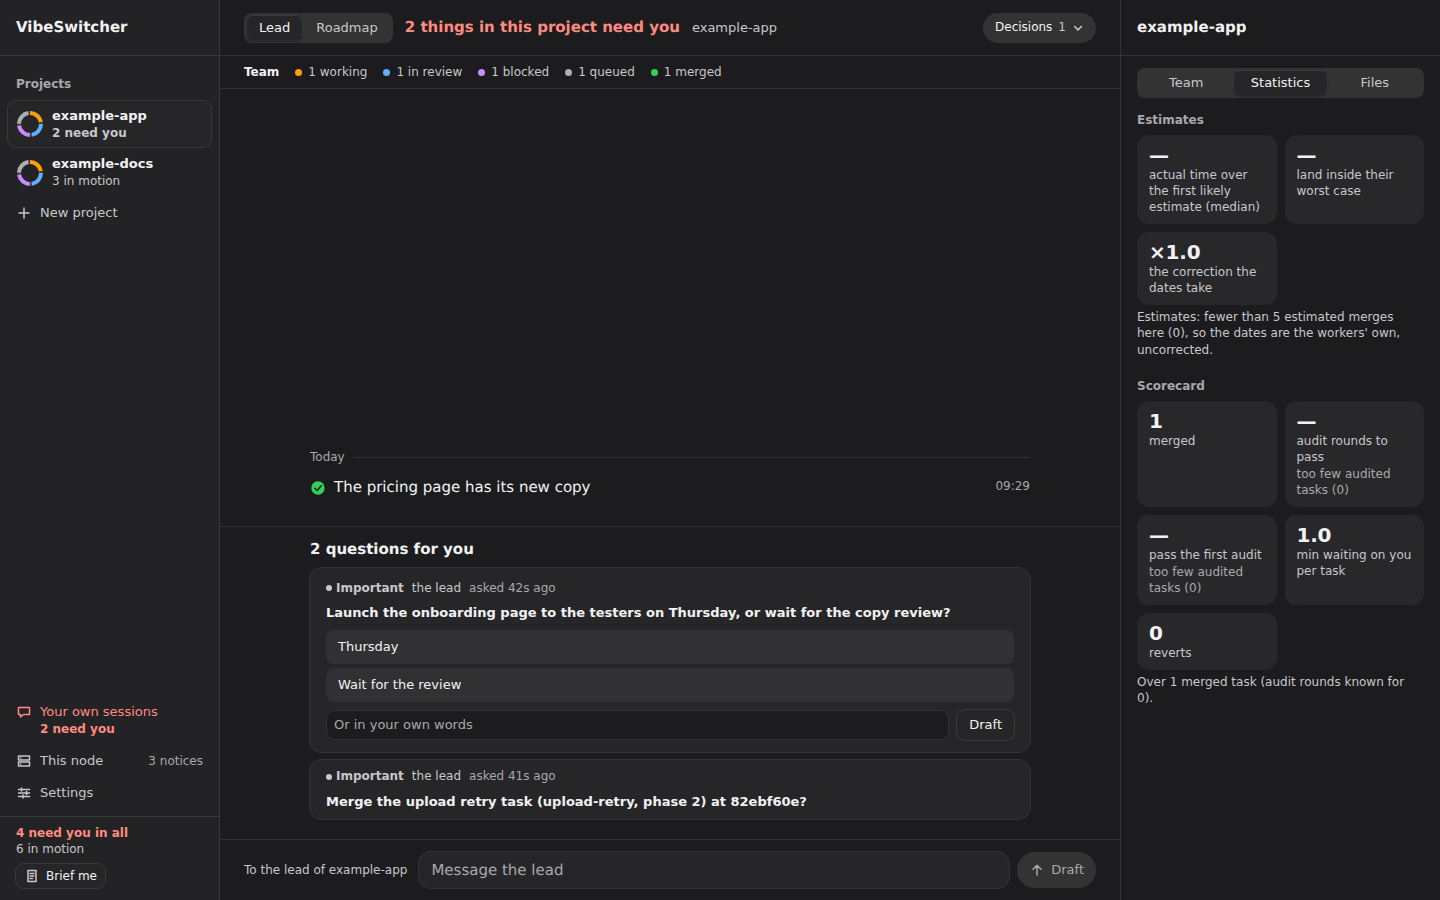 VibeSwitcher
Projects
example-app
2 need you
example-docs
3 in motion
New project
Your own sessions
2 need you
This node
3 notices
Settings
4 need you in all
6 in motion
Brief me
Lead
Roadmap
2 things in this project need you
example-app
Decisions 1
Team
1 working
1 in review
1 blocked
1 queued
1 merged
Today
The pricing page has its new copy
09:29
2 questions for you
Important the lead asked 42s ago
Launch the onboarding page to the testers on Thursday, or wait for the copy review?
Thursday
Wait for the review
Or in your own words
Draft
Important the lead asked 41s ago
Merge the upload retry task (upload-retry, phase 2) at 82ebf60e?
To the lead of example-app
Message the lead
Draft
example-app
Team
Statistics
Files
Estimates
—
actual time over
the first likely
estimate (median)
—
land inside their
worst case
×1.0
the correction the
dates take
Estimates: fewer than 5 estimated merges
here (0), so the dates are the workers' own,
uncorrected.
Scorecard
1
merged
—
audit rounds to
pass
too few audited
tasks (0)
—
pass the first audit
too few audited
tasks (0)
1.0
min waiting on you
per task
0
reverts
Over 1 merged task (audit rounds known for
0).